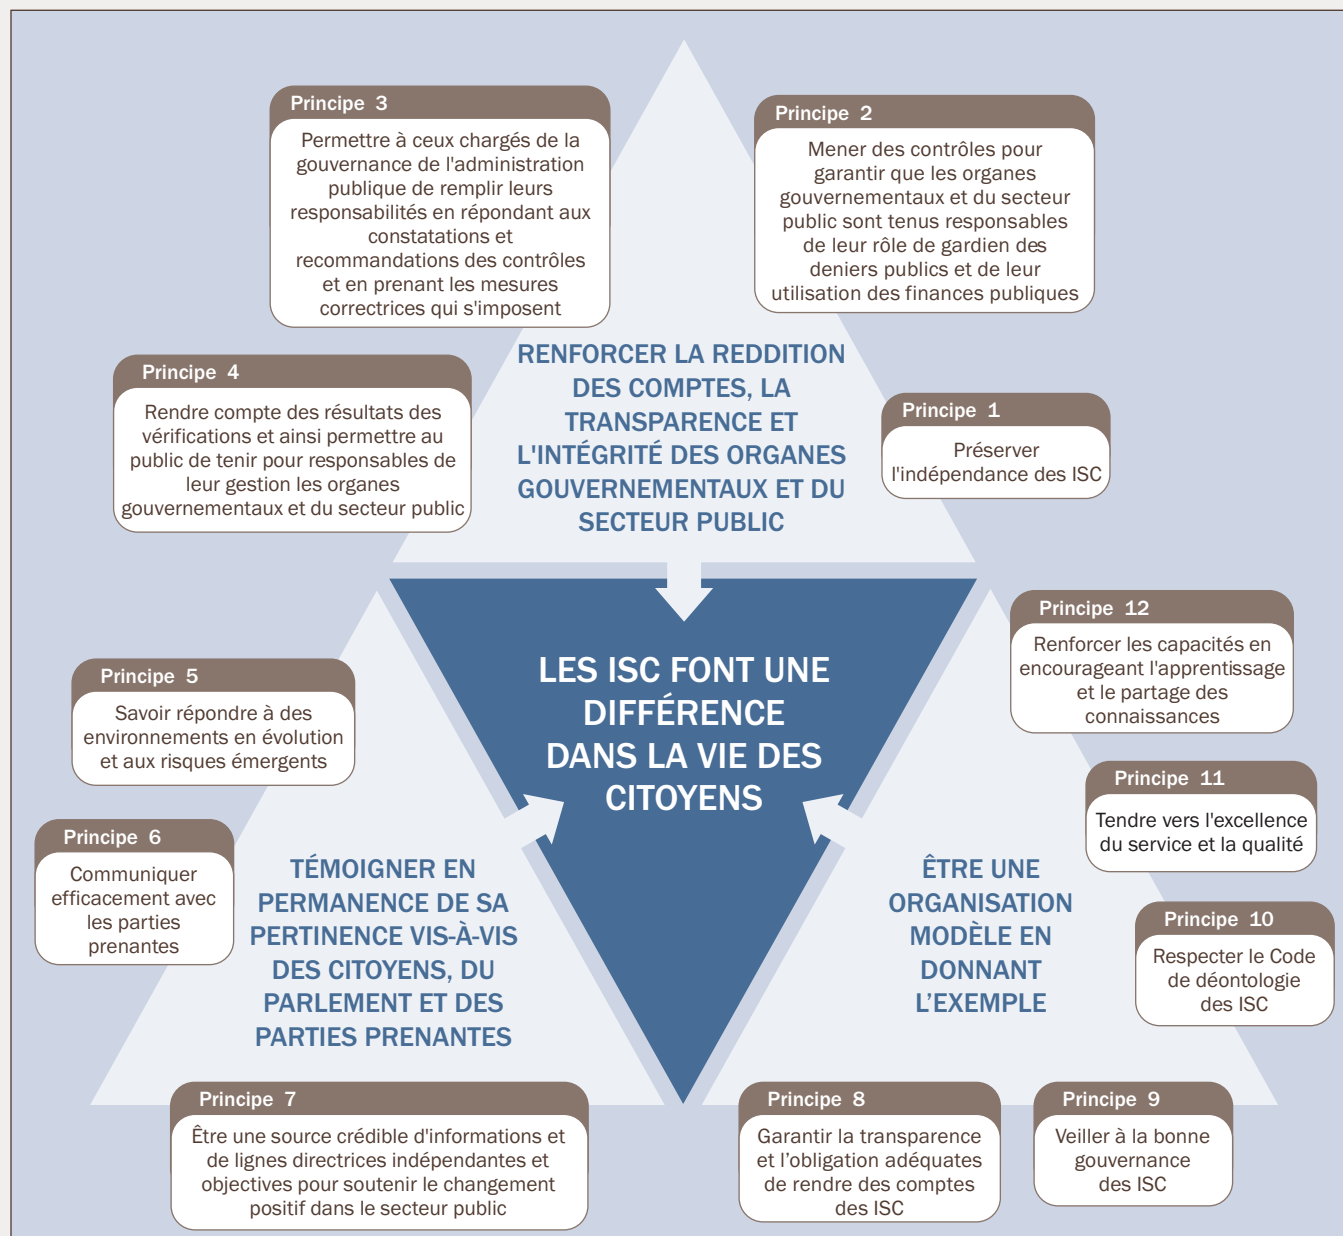 Principe 3
Permettre à ceux chargés de la
gouvernance de l'administration
publique de remplir leurs
responsabilités en répondant aux
constatations et
recommandations des contrôles
et en prenant les mesures
correctrices qui s'imposent
Principe 2
Mener des contrôles pour
garantir que les organes
gouvernementaux et du secteur
public sont tenus responsables
de leur rôle de gardien des
deniers publics et de leur
utilisation des finances publiques
Principe 4
Rendre compte des résultats des
vérifications et ainsi permettre au
public de tenir pour responsables de
leur gestion les organes
gouvernementaux et du secteur public
RENFORCER LA REDDITION
DES COMPTES, LA
TRANSPARENCE ET
L'INTÉGRITÉ DES ORGANES
GOUVERNEMENTAUX ET DU
SECTEUR PUBLIC
Principe 1
Préserver
l'indépendance des ISC
LES ISC FONT UNE
DIFFÉRENCE
DANS LA VIE DES
CITOYENS
Principe 12
Renforcer les capacités en
encourageant l'apprentissage
et le partage des
connaissances
Principe 5
Savoir répondre à des
environnements en évolution
et aux risques émergents
Principe 11
Tendre vers l'excellence
du service et la qualité
Principe 6
Communiquer
efficacement avec
les parties
prenantes
TÉMOIGNER EN
PERMANENCE DE SA
PERTINENCE VIS-À-VIS
DES CITOYENS, DU
PARLEMENT ET DES
PARTIES PRENANTES
ÊTRE UNE
ORGANISATION
MODÈLE EN
DONNANT
L’EXEMPLE
Principe 10
Respecter le Code
de déontologie
des ISC
Principe 7
Être une source crédible d'informations et
de lignes directrices indépendantes et
objectives pour soutenir le changement
positif dans le secteur public
Principe 8
Garantir la transparence
et l’obligation adéquates
de rendre des comptes
des ISC
Principe 9
Veiller à la bonne
gouvernance
des ISC